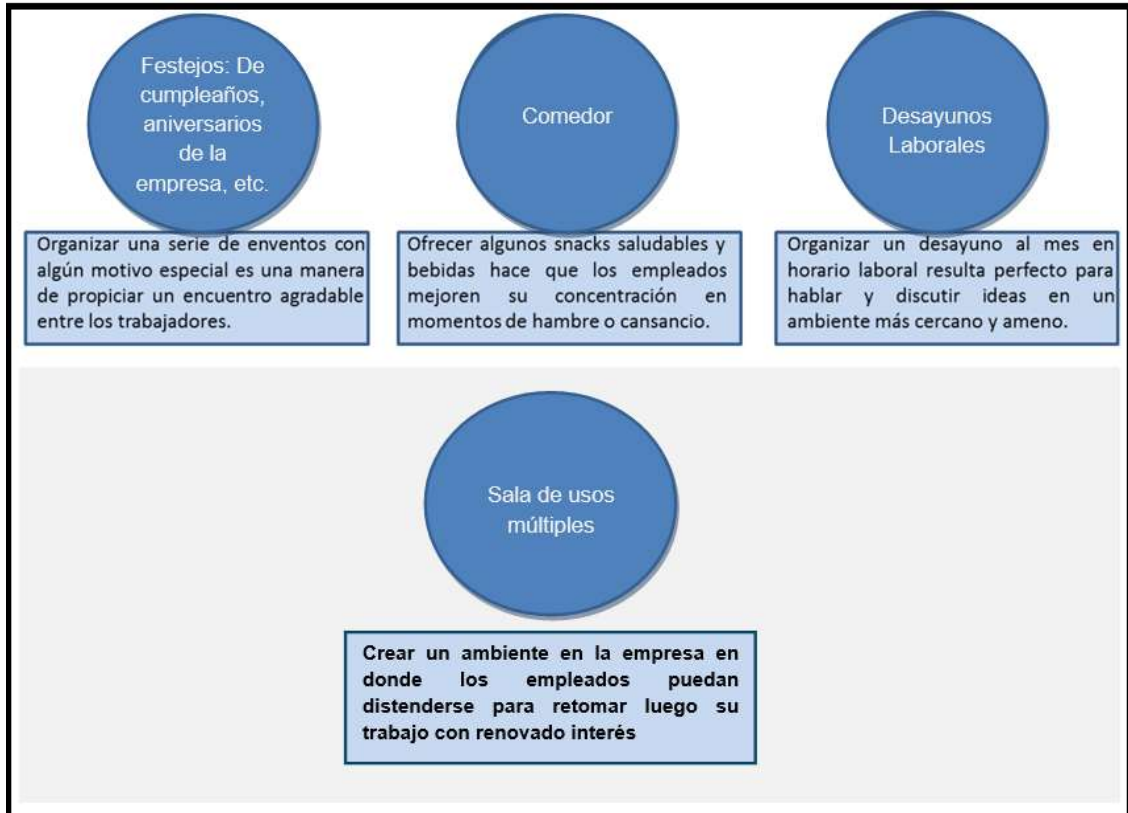 Festejos: De
cumpleaños,
aniversarios
de la
empresa, etc.
Organizar una serie de enventos con
algún motivo especial es una manera
de propiciar un encuentro agradable
entre los trabajadores.
Comedor
Ofrecer algunos snacks saludables y
bebidas hace que los empleados
mejoren su concentración en
momentos de hambre o cansancio.
Desayunos
Laborales
Organizar un desayuno al mes en
horario laboral resulta perfecto para
hablar y discutir ideas en un
ambiente más cercano y ameno.
Sala de usos
múltiples
Crear un ambiente en la empresa en
donde los empleados puedan
distenderse para retomar luego su
trabajo con renovado interés